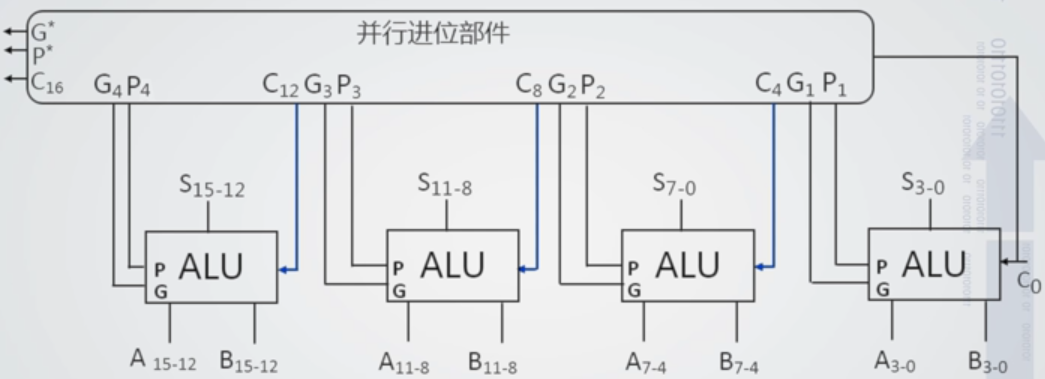 并行进位部件
G*
P*
C16 G4 P4 C12 G3 P3 C8 G2 P2 C4 G1 P1
S15-12 S11-8 S7-0 S3-0
P ALU P ALU P ALU P ALU
G G G G C0
A 15-12 B15-12 A11-8 B11-8 A7-4 B7-4 A3-0 B3-0